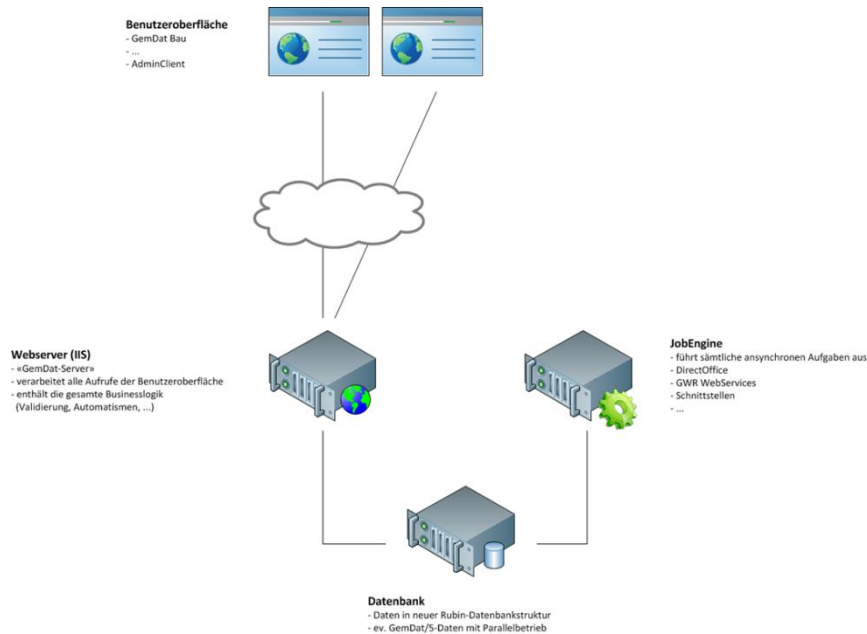 Benutzeroberfläche
- GemDat Bau
- ...
- AdminClient
Webserver (IIS)
- «GemDat-Server»
- verarbeitet alle Aufrufe der Benutzeroberfläche
- enthält die gesamte Businesslogik
(Validierung, Automatismen, ...)
JobEngine
- führt sämtliche ansynchronen Aufgaben aus
- DirectOffice
- GWR WebServices
- Schnittstellen
- ...
Datenbank
- Daten in neuer Rubin-Datenbankstruktur
- ev. GemDat/5-Daten mit Parallelbetrieb